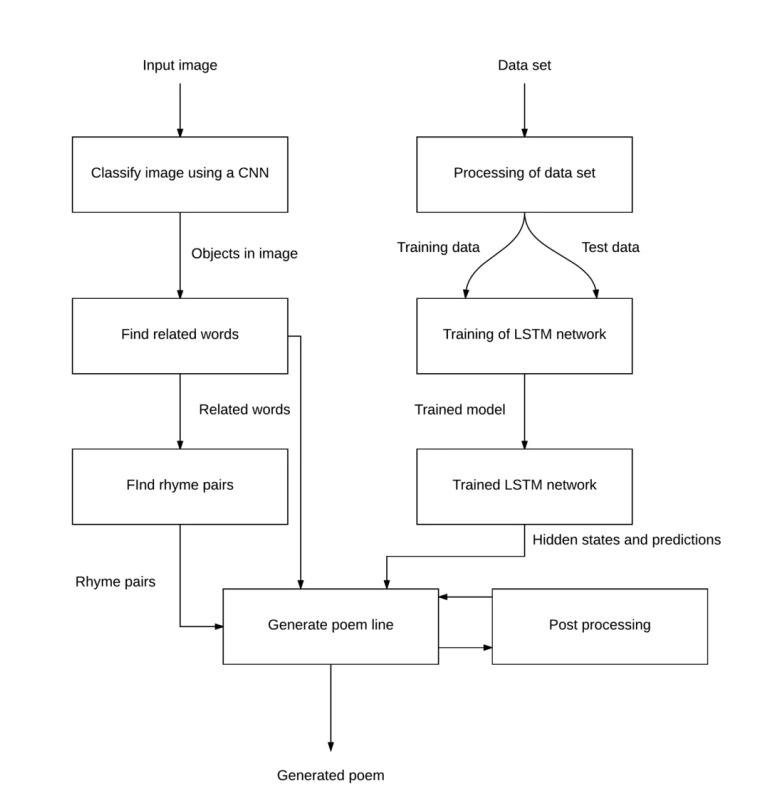 Input image
Data set
Classify image using a CNN
Processing of data set
Objects in image
Training data
Test data
Find related words
Training of LSTM network
Related words
Trained model
FInd rhyme pairs
Trained LSTM network
Hidden states and predictions
Rhyme pairs
Generate poem line
Post processing
Generated poem